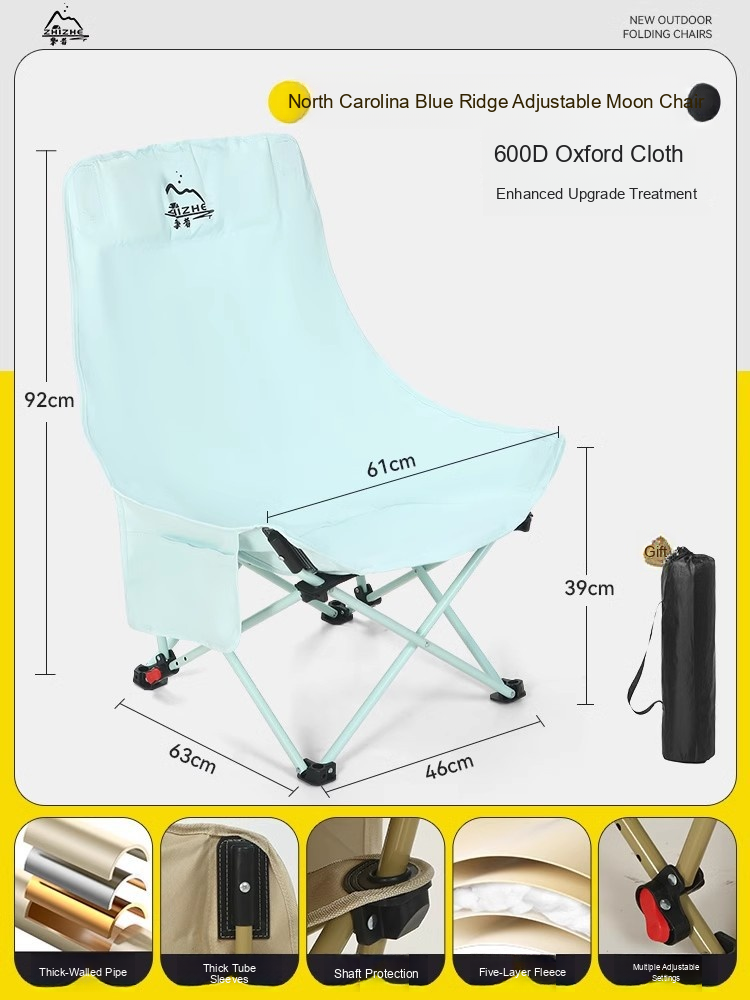 ZHIZHE
NEW OUTDOOR
FOLDING CHAIRS
North Carolina Blue Ridge Adjustable Moon Chair
600D Oxford Cloth
Enhanced Upgrade Treatment
ZHIZHE
92cm
61cm
39cm
Gift
63cm
46cm
Thick-Walled Pipe
Thick Tube
Sleeves
Shaft Protection
Five-Layer Fleece
Multiple Adjustable
Settings